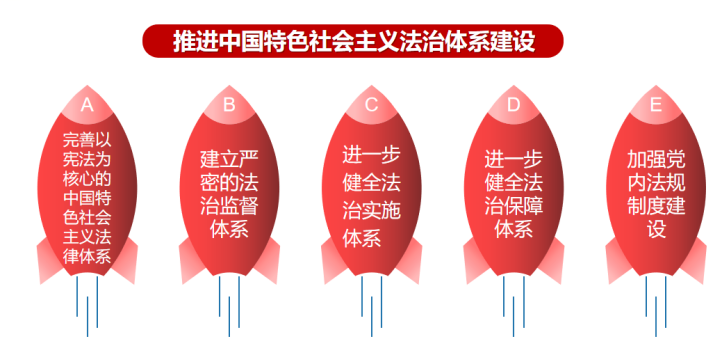 推进中国特色社会主义法治体系建设
A
完善以
宪法为
核心的
中国特
色社会
主义法
律体系
B
建立严
密的法
治监督
体系
C
进一步
健全法
治实施
体系
D
进一步
健全法
治保障
体系
E
加强党
内法规
制度建
设